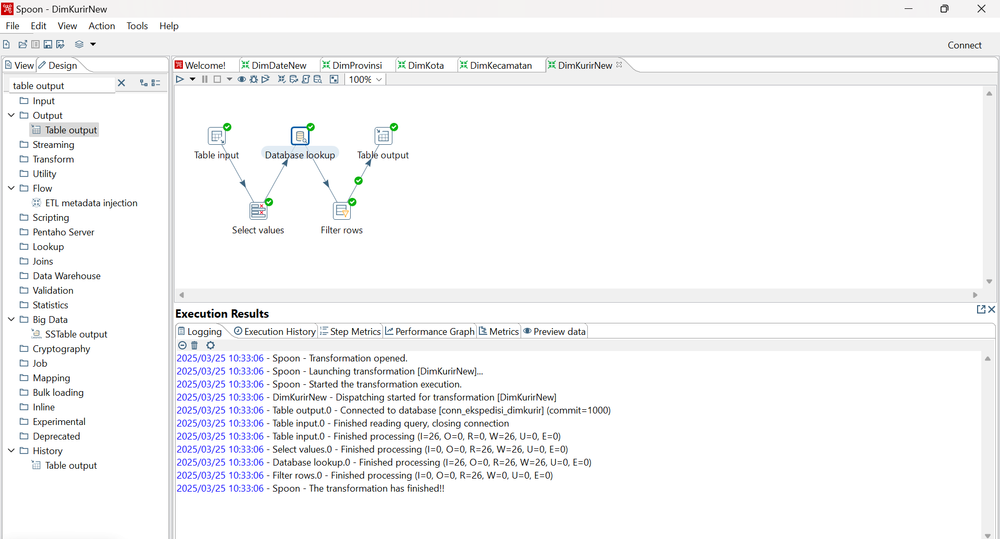 Spoon - DimKurirNew
File Edit View Action Tools Help
Connect
View Design
table output
Input
Output
Table output
Streaming
Transform
Utility
Flow
ETL metadata injection
Scripting
Pentaho Server
Lookup
Joins
Data Warehouse
Validation
Statistics
Big Data
SSTable output
Cryptography
Job
Mapping
Bulk loading
Inline
Experimental
Deprecated
History
Table output
Welcome! DimDateNew DimProvinsi DimKota DimKecamatan DimKurirNew
100%
Table input Database lookup Table output
Select values Filter rows
Execution Results
Logging Execution History Step Metrics Performance Graph Metrics Preview data
2025/03/25 10:33:06 - Spoon - Transformation opened.
2025/03/25 10:33:06 - Spoon - Launching transformation [DimKurirNew]...
2025/03/25 10:33:06 - Spoon - Started the transformation execution.
2025/03/25 10:33:06 - DimKurirNew - Dispatching started for transformation [DimKurirNew]
2025/03/25 10:33:06 - Table output.0 - Connected to database [conn_ekspedisi_dimkurir] (commit=1000)
2025/03/25 10:33:06 - Table input.0 - Finished reading query, closing connection
2025/03/25 10:33:06 - Table input.0 - Finished processing (I=26, O=0, R=0, W=26, U=0, E=0)
2025/03/25 10:33:06 - Select values.0 - Finished processing (I=0, O=0, R=26, W=26, U=0, E=0)
2025/03/25 10:33:06 - Database lookup.0 - Finished processing (I=26, O=0, R=26, W=26, U=0, E=0)
2025/03/25 10:33:06 - Filter rows.0 - Finished processing (I=0, O=0, R=26, W=0, U=0, E=0)
2025/03/25 10:33:06 - Spoon - The transformation has finished!!